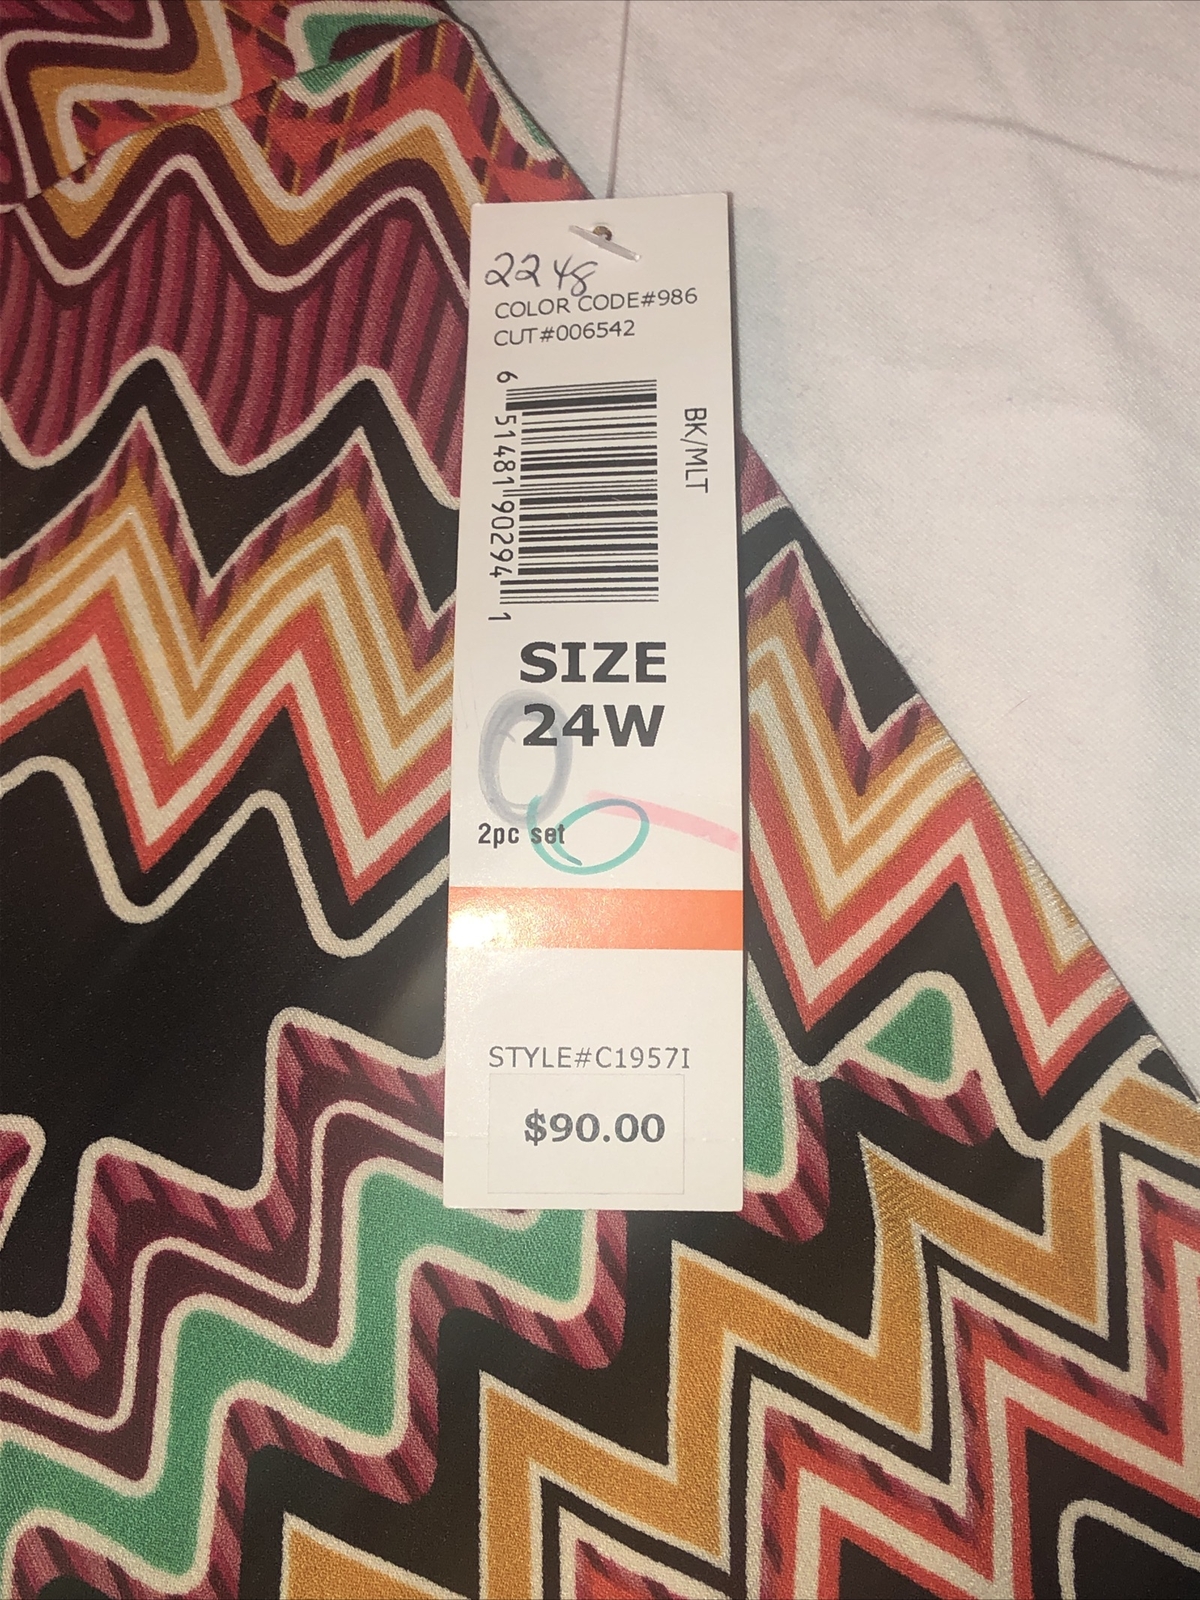 2248
COLOR CODE#986
CUT#006542
6 51481 90294 1
BK/MLT
SIZE
24W
2pc set
STYLE#C1957I
$90.00